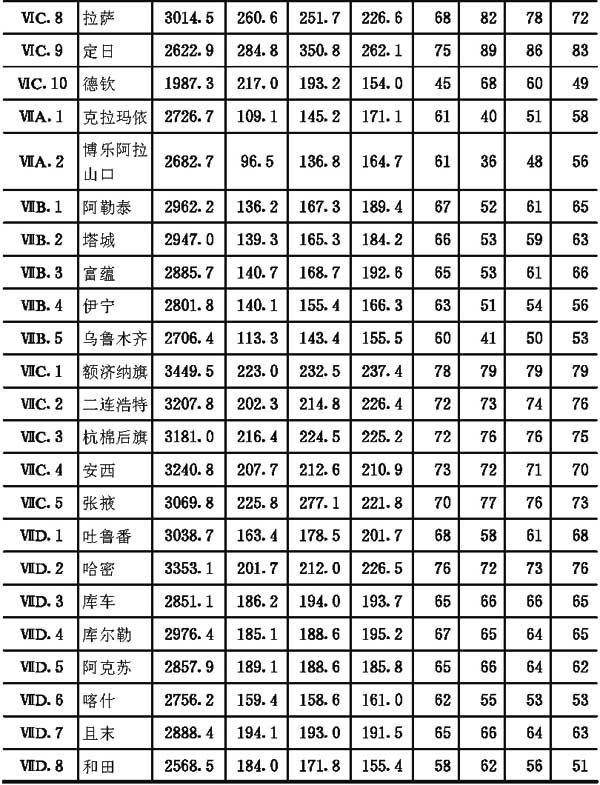 ⅥC. 8 拉萨 3014.5 260.6 251.7 226.6 68 82 78 72
ⅥC. 9 定日 2622.9 284.8 350.8 262.1 75 89 86 83
ⅥC. 10 德钦 1987.3 217.0 193.2 154.0 45 68 60 49
ⅦA. 1 克拉玛依 2726.7 109.1 145.2 171.1 61 40 51 58
ⅦA. 2 博乐阿拉 2682.7 96.5 136.8 164.7 61 36 48 56
山口
ⅦB. 1 阿勒泰 2962.2 136.2 167.3 189.4 67 52 61 65
ⅦB. 2 塔城 2947.0 139.3 165.3 184.2 66 53 59 63
ⅦB. 3 富蕴 2885.7 140.7 168.7 192.6 65 53 61 66
ⅦB. 4 伊宁 2801.8 140.1 155.4 166.3 63 51 54 56
ⅦB. 5 乌鲁木齐 2706.4 113.3 143.4 155.5 60 41 50 53
ⅦC. 1 额济纳旗 3449.5 223.0 232.5 237.4 78 79 79 79
ⅦC. 2 二连浩特 3207.8 202.3 214.8 226.4 72 73 74 76
ⅦC. 3 杭棉后旗 3181.0 216.4 224.5 225.2 72 76 76 75
ⅦC. 4 安西 3240.8 207.7 212.6 210.9 73 72 71 70
ⅦC. 5 张掖 3069.8 225.8 277.1 221.8 70 77 76 73
ⅦD. 1 吐鲁番 3038.7 163.4 178.5 201.7 68 58 61 68
ⅦD. 2 哈密 3353.1 201.7 212.0 226.5 76 72 73 76
ⅦD. 3 库车 2851.1 186.2 194.0 193.7 65 66 66 65
ⅦD. 4 库尔勒 2976.4 185.1 188.6 195.2 67 65 64 65
ⅦD. 5 阿克苏 2857.9 189.1 188.6 185.8 65 66 64 62
ⅦD. 6 喀什 2756.2 159.4 158.6 161.0 62 55 53 53
ⅦD. 7 且末 2888.4 194.1 193.0 191.5 65 66 64 63
ⅦD. 8 和田 2568.5 184.0 171.8 155.4 58 62 56 51